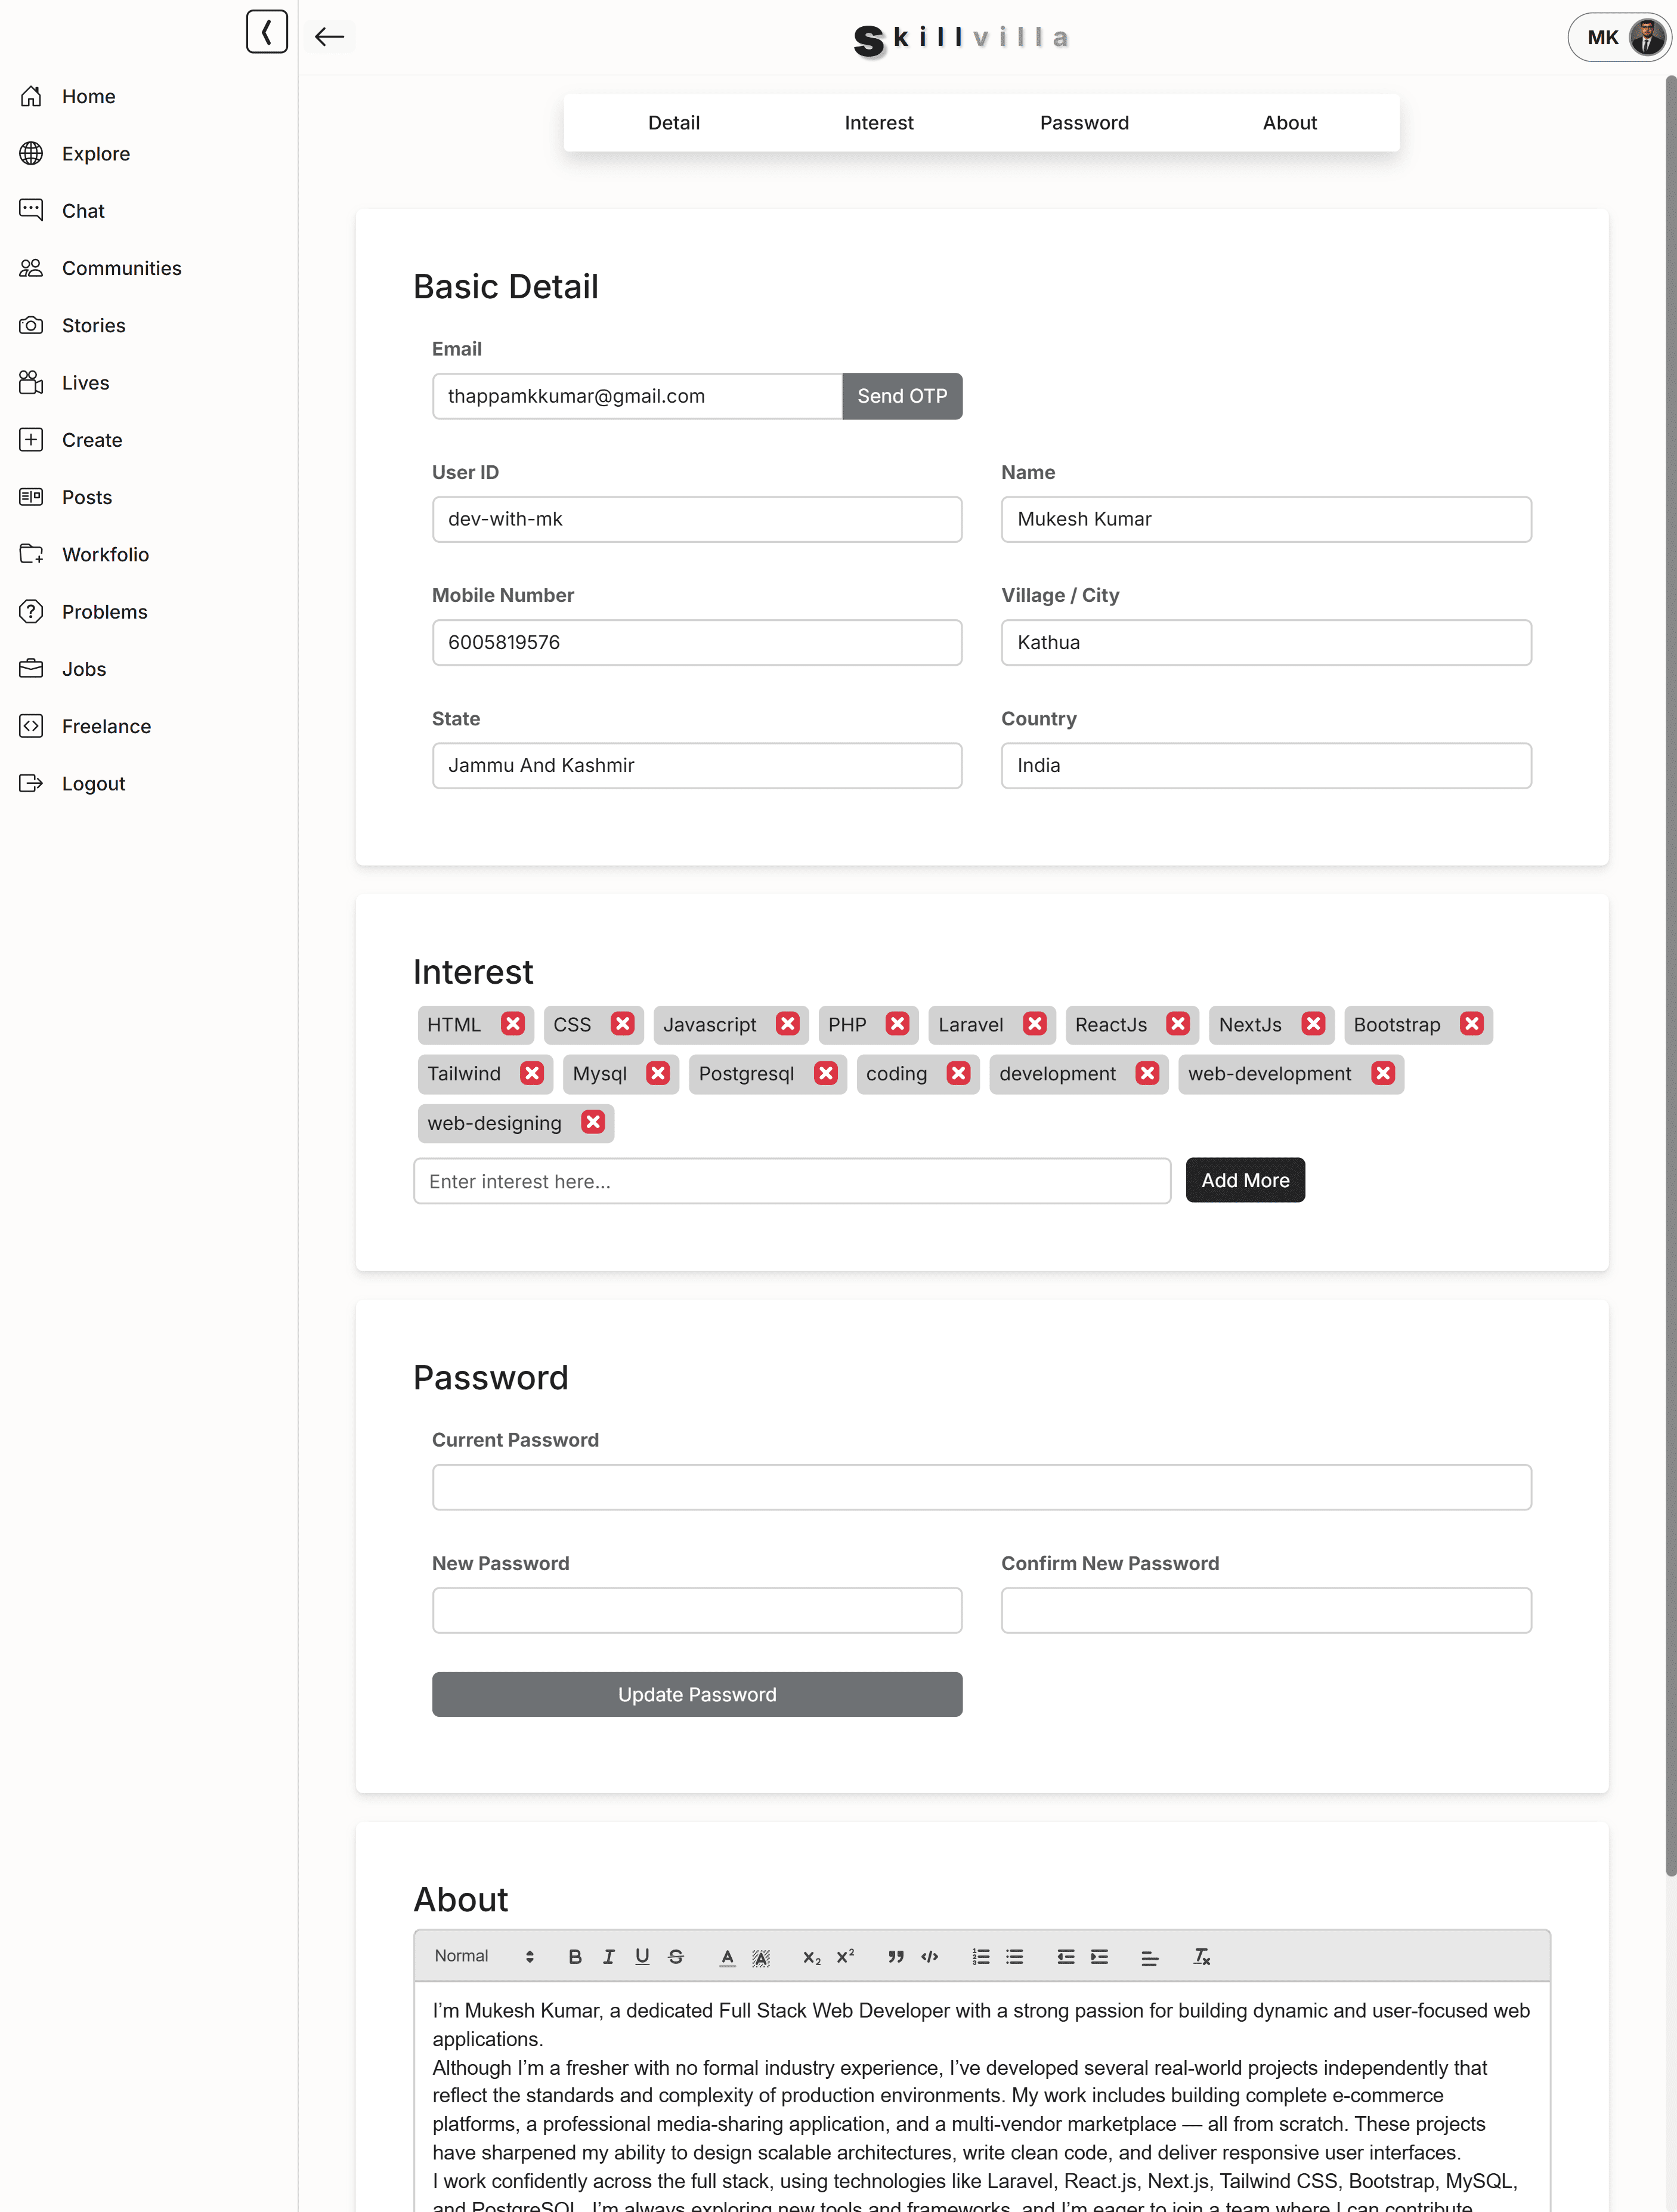 Skillvilla
MK
Home
Explore
Chat
Communities
Stories
Lives
Create
Posts
Workfolio
Problems
Jobs
Freelance
Logout
Detail Interest Password About
Basic Detail
Email
thappamkkumar@gmail.com Send OTP
User ID Name
dev-with-mk Mukesh Kumar
Mobile Number Village / City
6005819576 Kathua
State Country
Jammu And Kashmir India
Interest
HTML CSS Javascript PHP Laravel ReactJs NextJs Bootstrap
Tailwind Mysql Postgresql coding development web-development
web-designing
Enter interest here... Add More
Password
Current Password
New Password Confirm New Password
Update Password
About
Normal
I’m Mukesh Kumar, a dedicated Full Stack Web Developer with a strong passion for building dynamic and user-focused web
applications.
Although I’m a fresher with no formal industry experience, I’ve developed several real-world projects independently that
reflect the standards and complexity of production environments. My work includes building complete e-commerce
platforms, a professional media-sharing application, and a multi-vendor marketplace — all from scratch. These projects
have sharpened my ability to design scalable architectures, write clean code, and deliver responsive user interfaces.
I work confidently across the full stack, using technologies like Laravel, React.js, Next.js, Tailwind CSS, Bootstrap, MySQL,
and PostgreSQL. I’m always exploring new tools and frameworks, and I’m eager to join a team where I can contribute